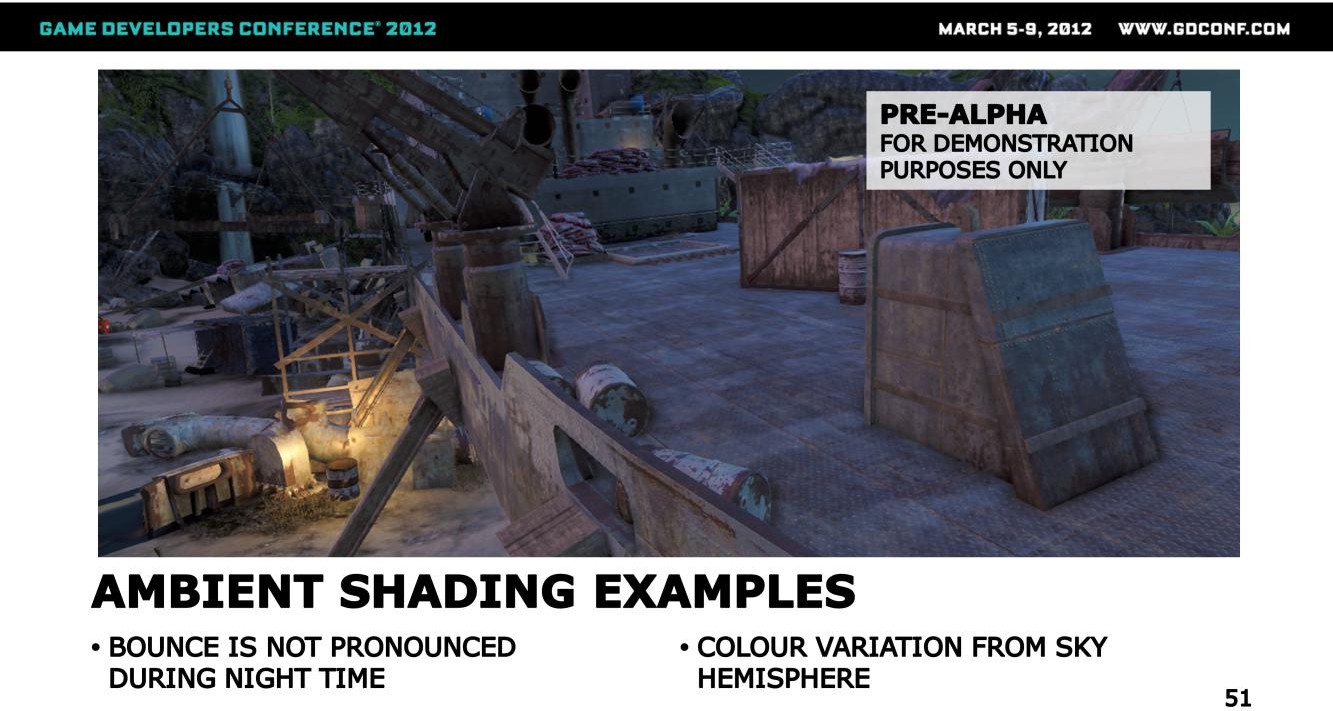 GAME DEVELOPERS CONFERENCE® 2012
MARCH 5-9, 2012 WWW.GDCONF.COM
PRE-ALPHA
FOR DEMONSTRATION
PURPOSES ONLY
AMBIENT SHADING EXAMPLES
• BOUNCE IS NOT PRONOUNCED
DURING NIGHT TIME
• COLOUR VARIATION FROM SKY
HEMISPHERE
51